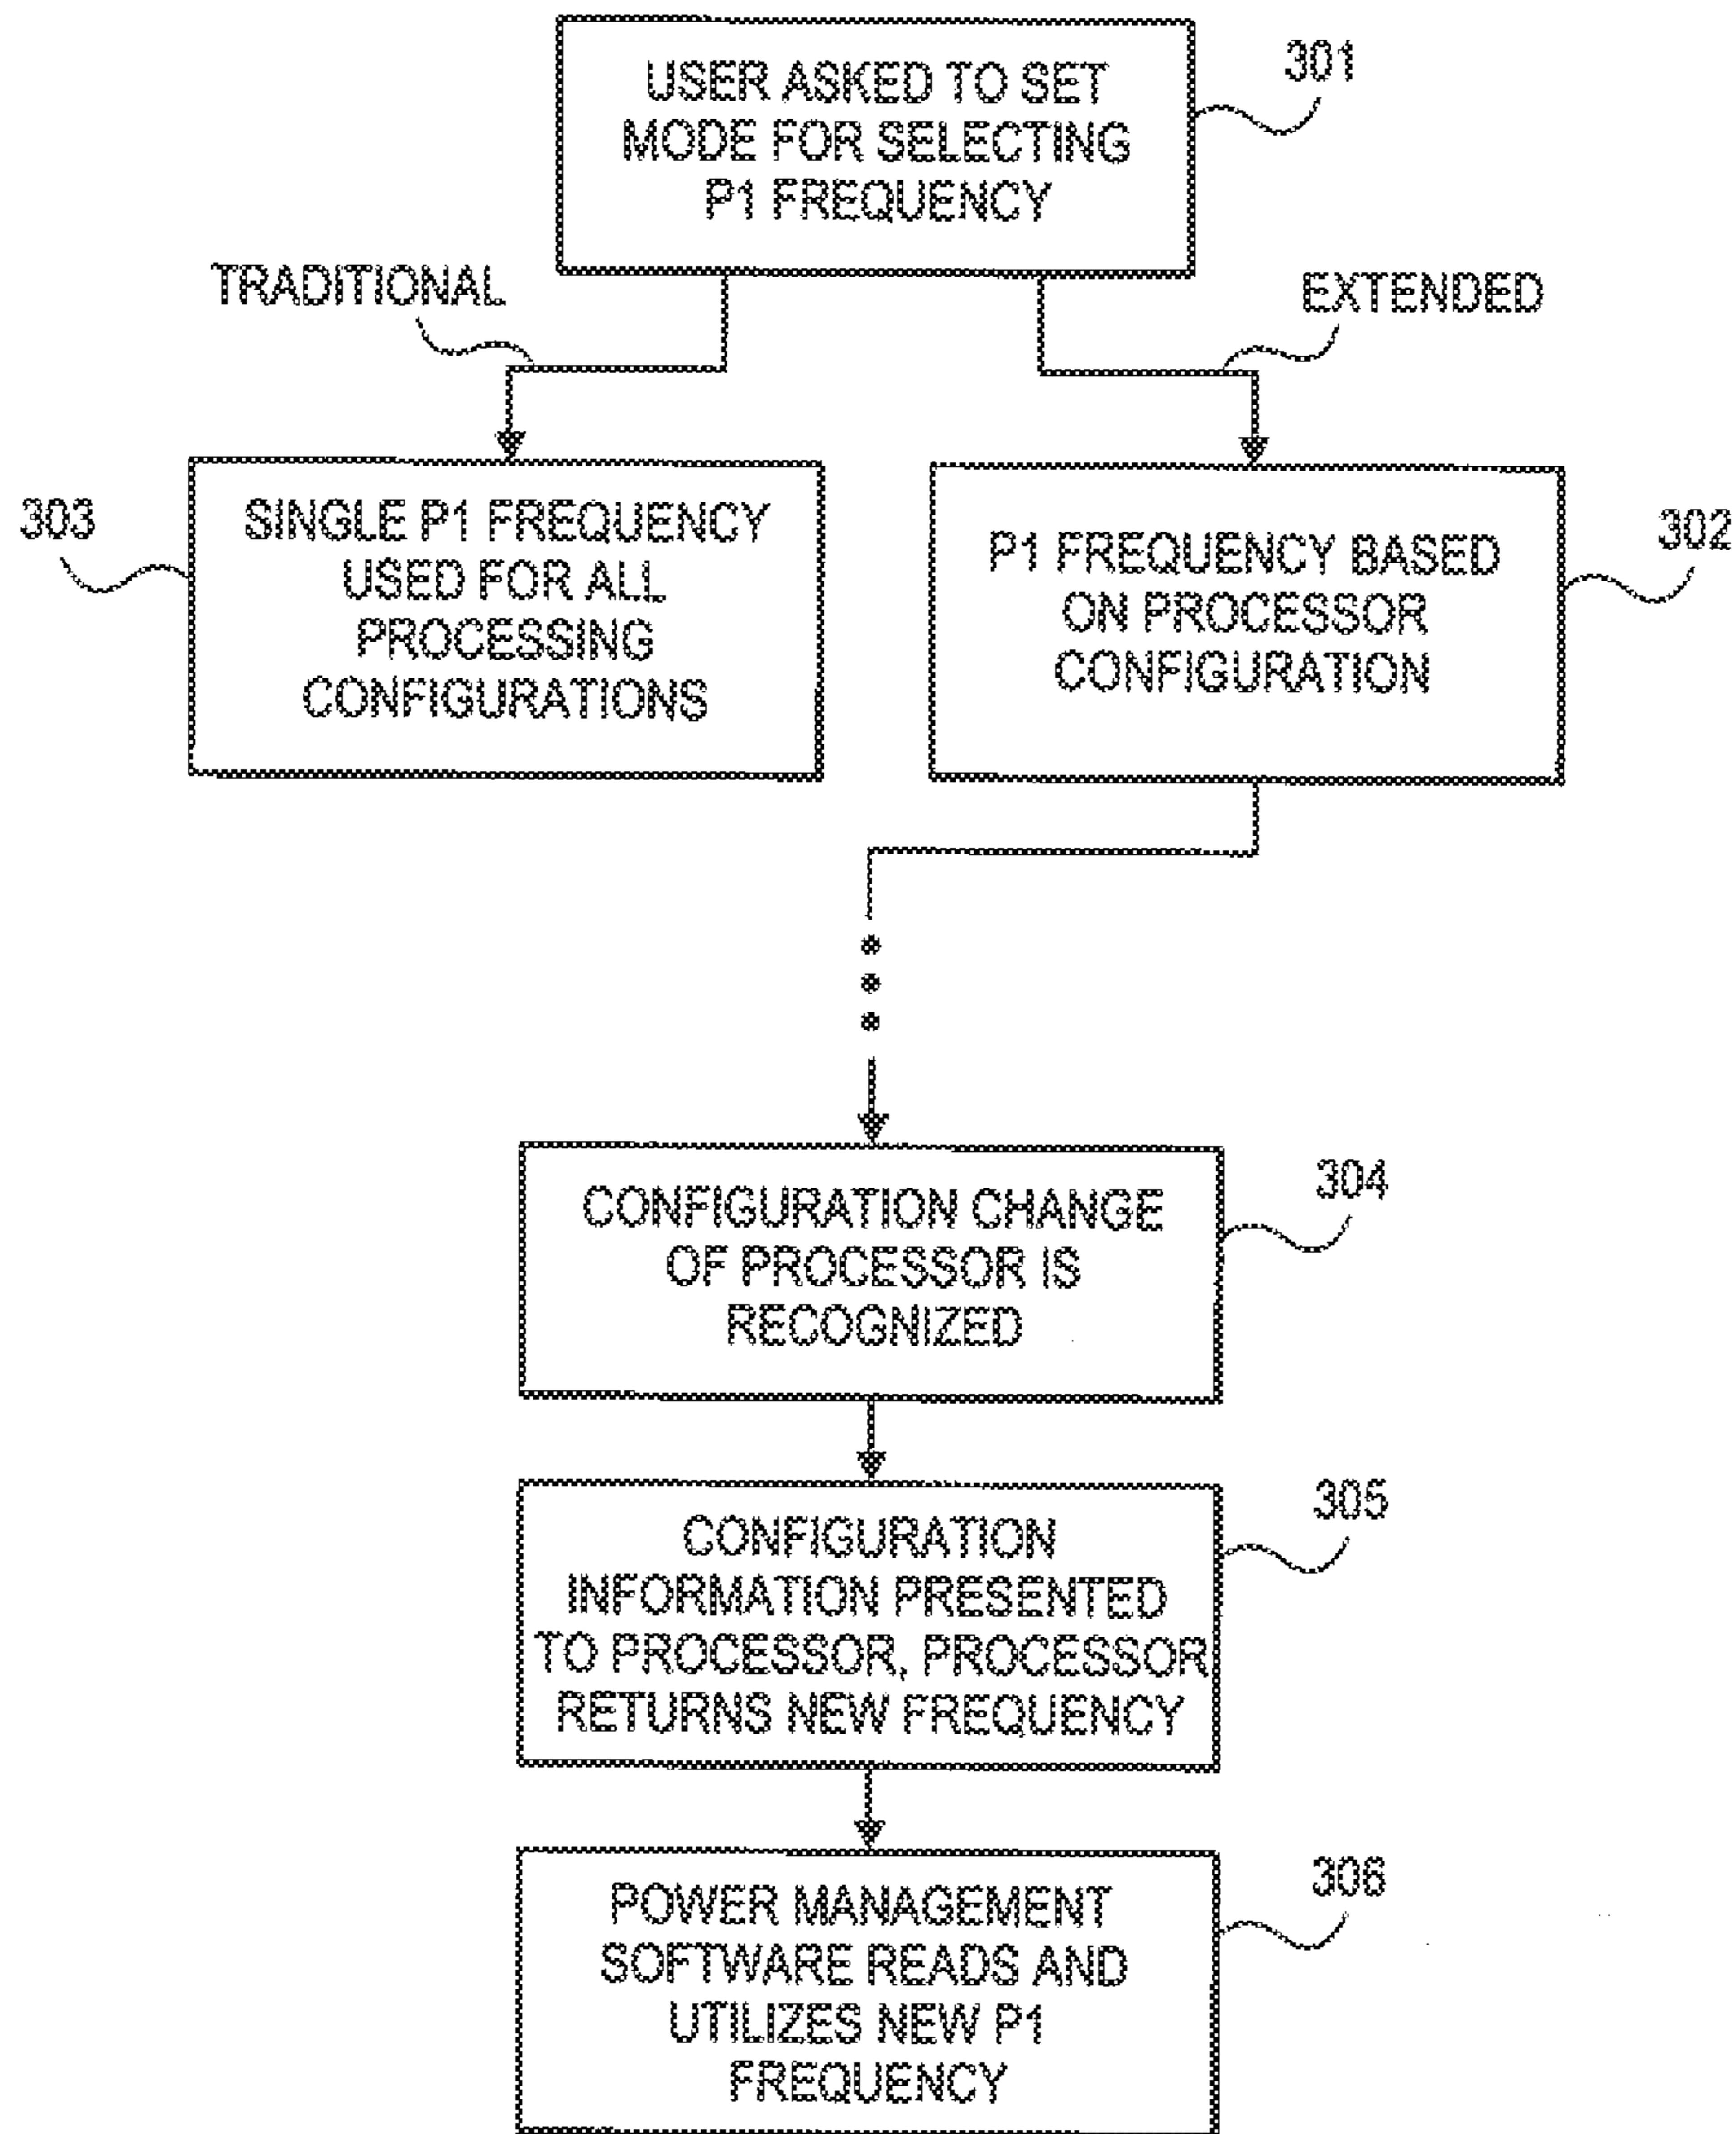 USER ASKED TO SET
MODE FOR SELECTING
P1 FREQUENCY
301
TRADITIONAL
EXTENDED
303
SINGLE P1 FREQUENCY
USED FOR ALL
PROCESSING
CONFIGURATIONS
P1 FREQUENCY BASED
ON PROCESSOR
CONFIGURATION
302
CONFIGURATION CHANGE
OF PROCESSOR IS
RECOGNIZED
304
CONFIGURATION
INFORMATION PRESENTED
TO PROCESSOR, PROCESSOR
RETURNS NEW FREQUENCY
305
POWER MANAGEMENT
SOFTWARE READS AND
UTILIZES NEW P1
FREQUENCY
306